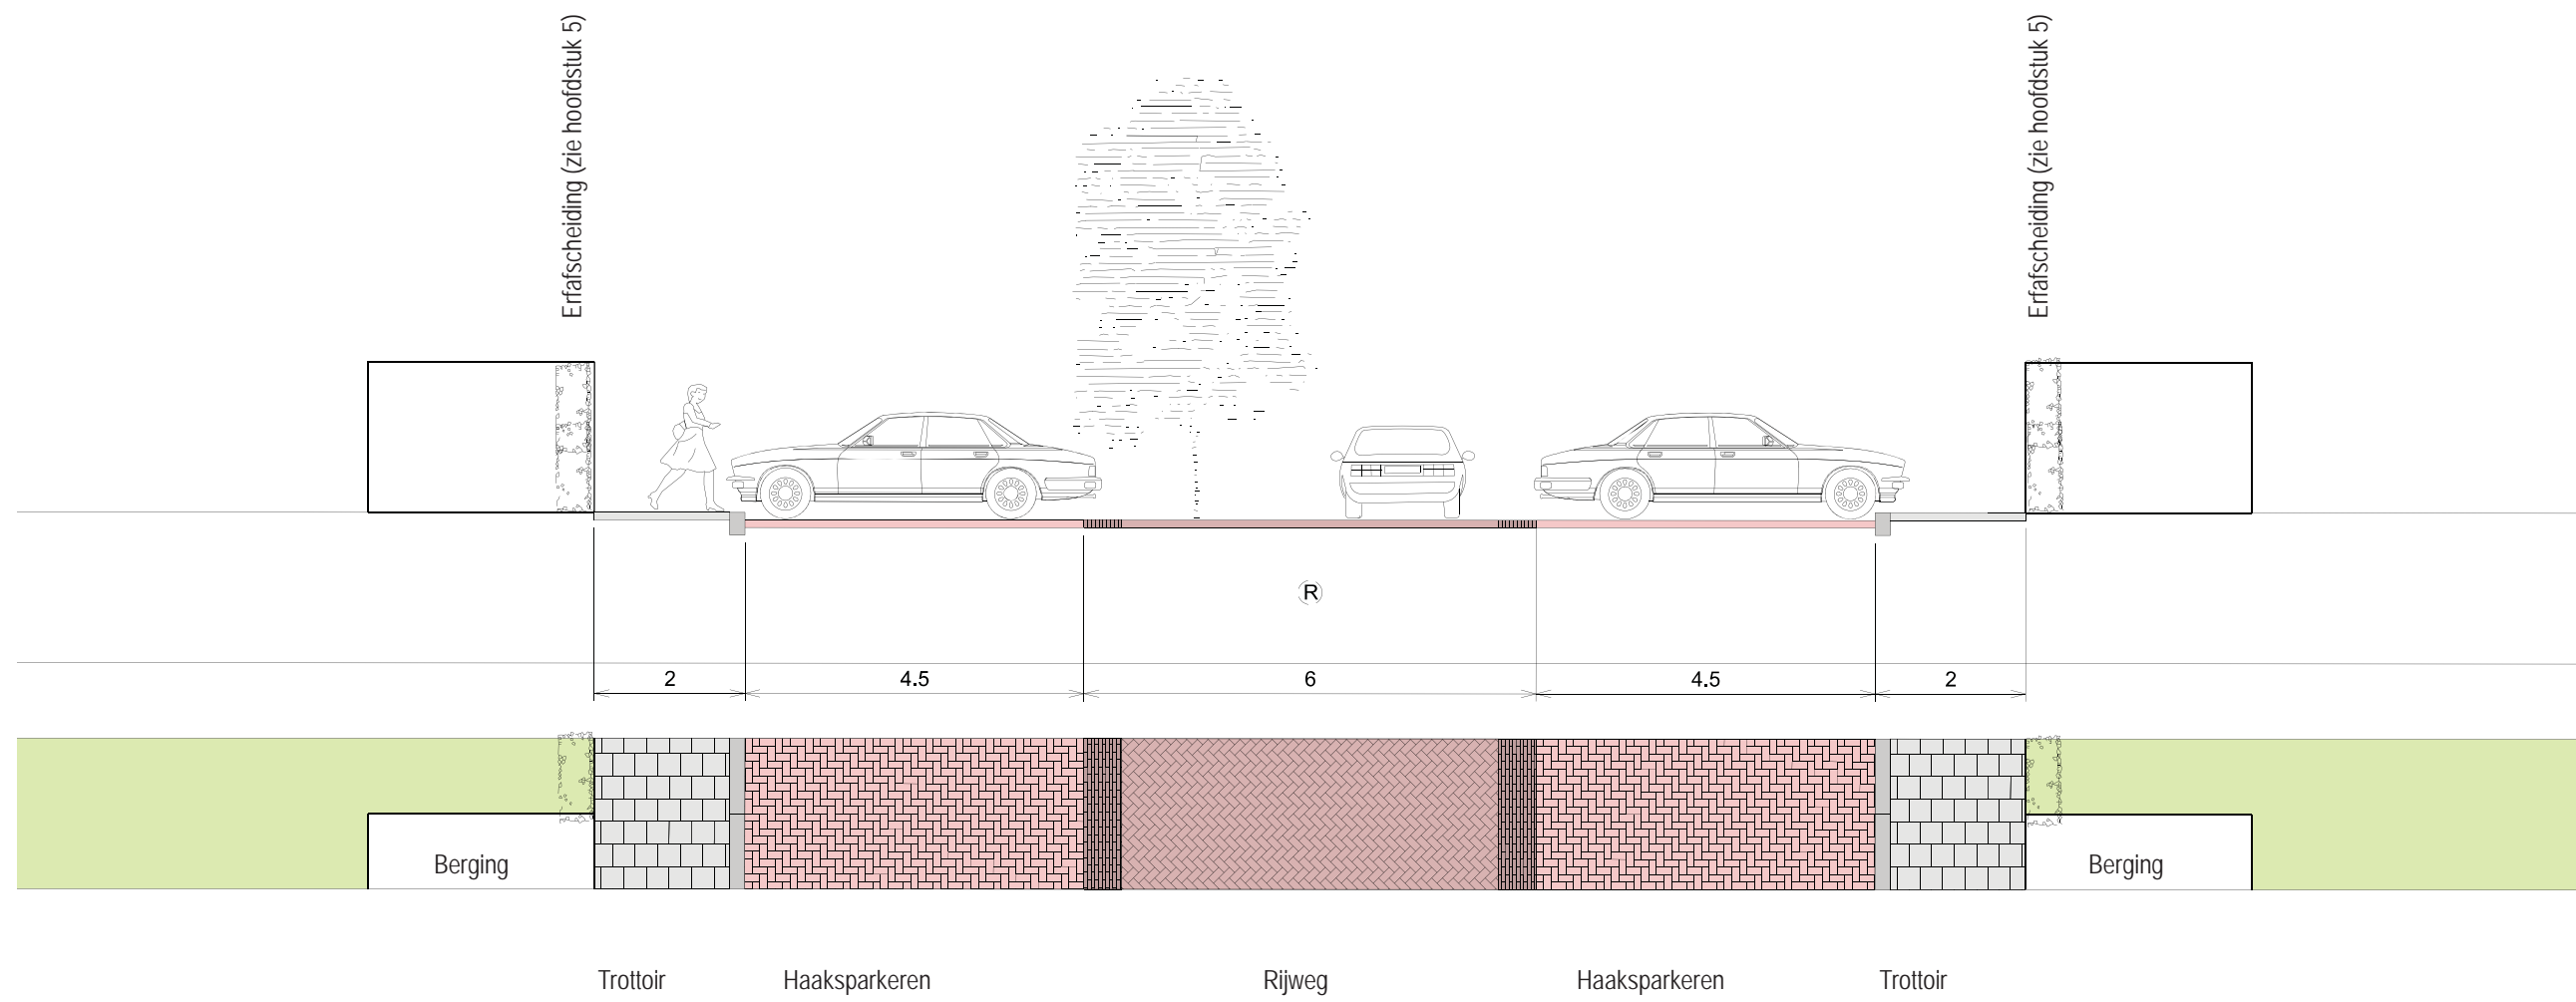 Erfafscheiding (zie hoofdstuk 5)
Erfafscheiding (zie hoofdstuk 5)
R
2
4.5
6
4.5
2
Berging
Berging
Trottoir
Haaksparkeren
Rijweg
Haaksparkeren
Trottoir